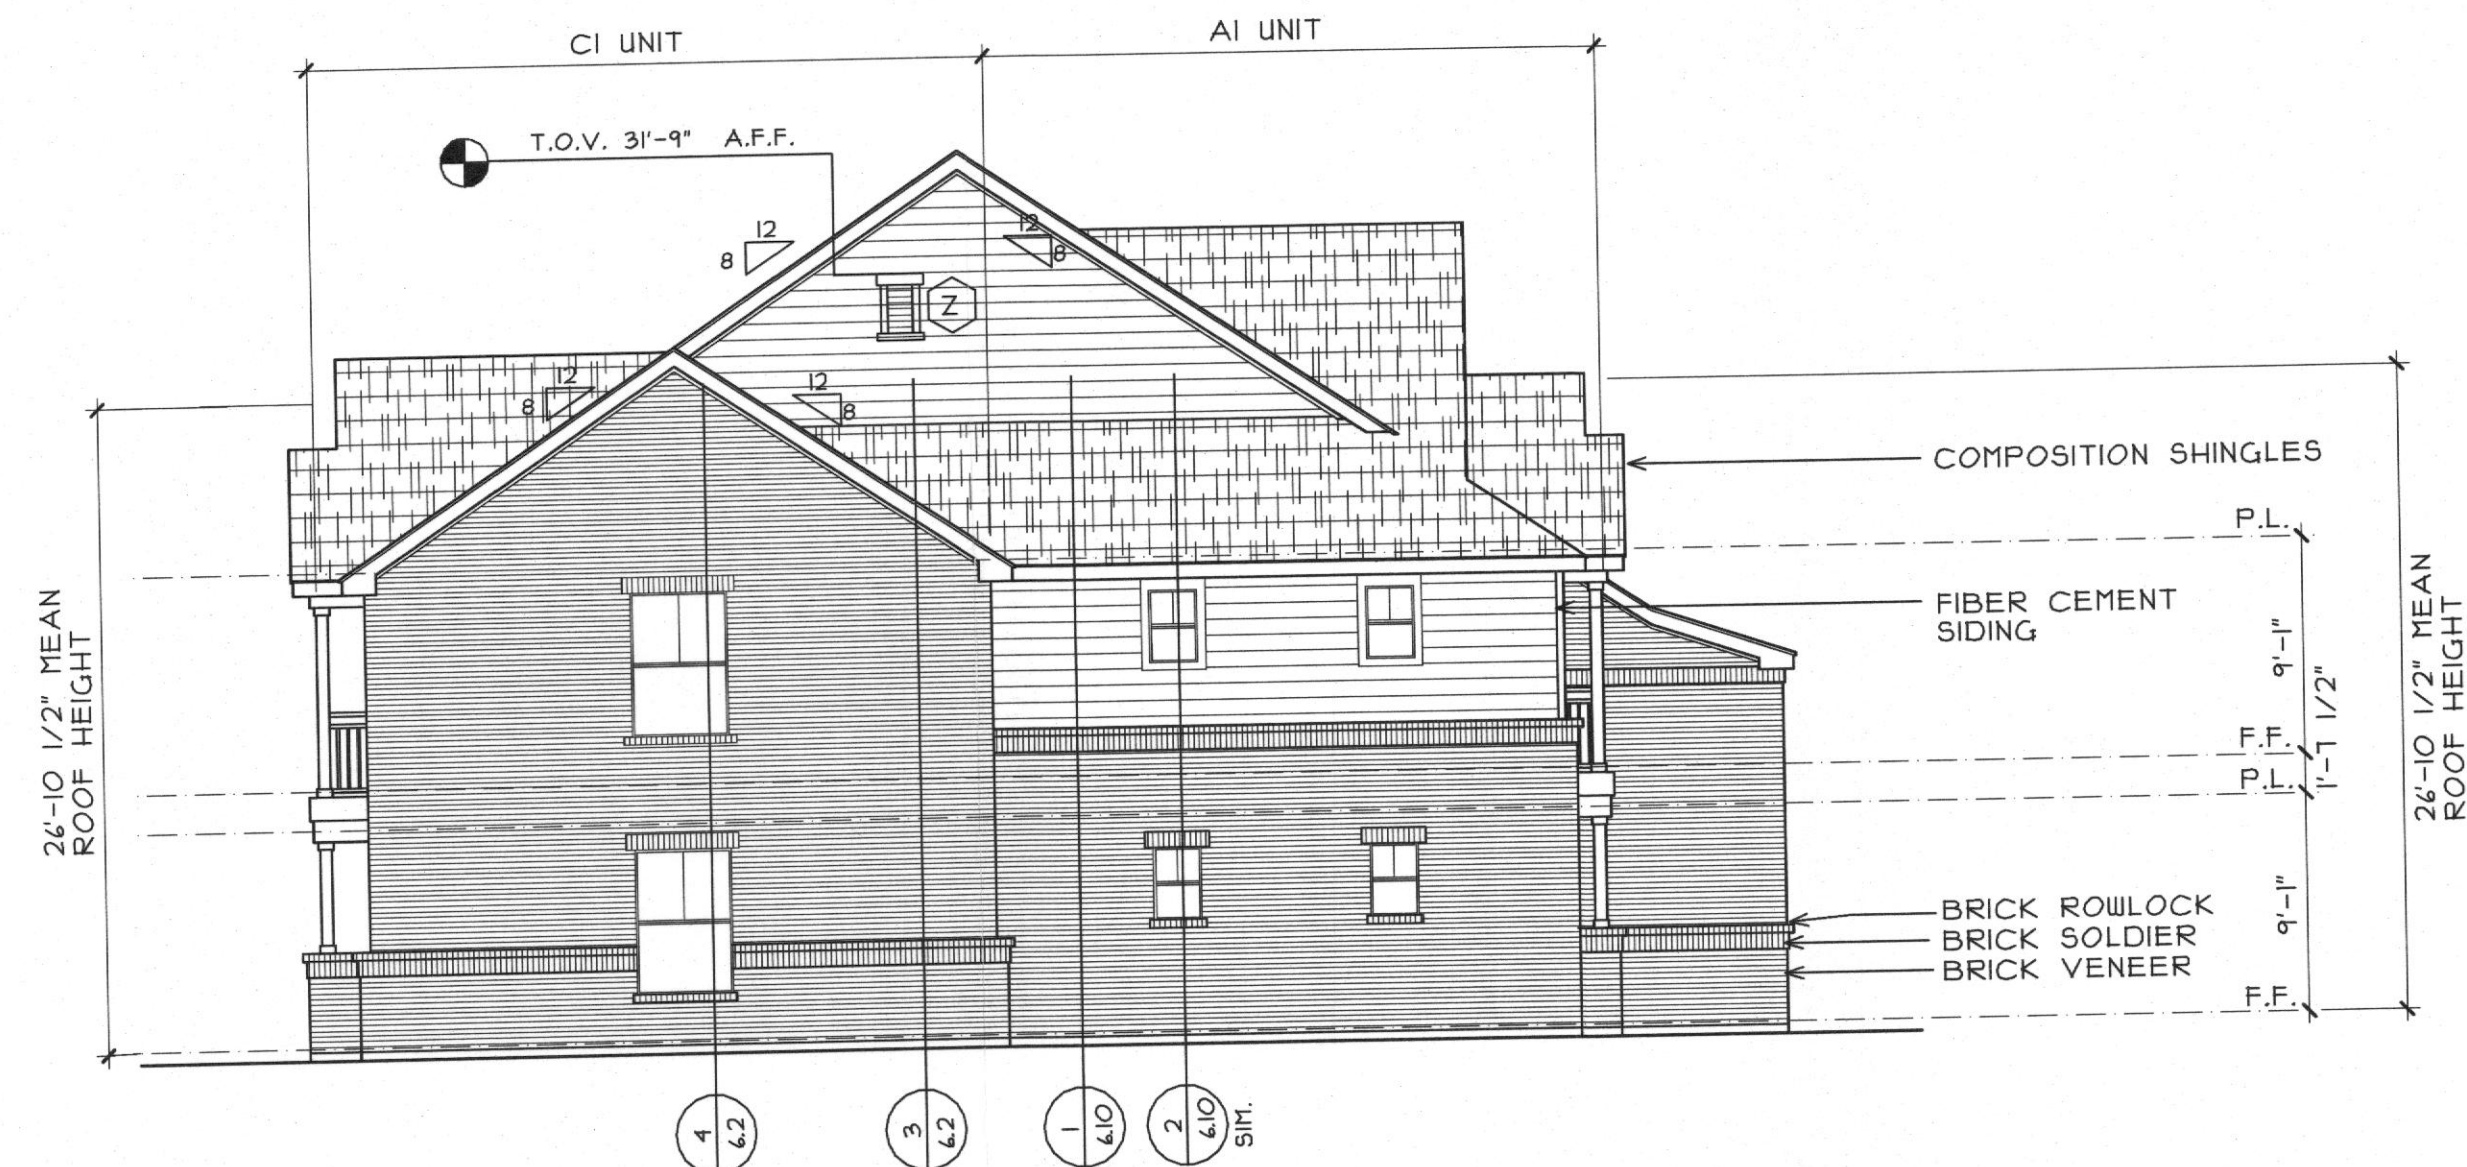 C1 UNIT
A1 UNIT
T.O.V. 31'-9" A.F.F.
12
8
12
8
Z
12
8
12
8
COMPOSITION SHINGLES
P.L.
26'-10 1/2" MEAN
ROOF HEIGHT
26'-10 1/2" MEAN
ROOF HEIGHT
FIBER CEMENT
SIDING
9'-1"
F.F.
1'-7 1/2"
P.L.
9'-1"
BRICK ROWLOCK
BRICK SOLDIER
BRICK VENEER
F.F.
4
6.2
3
6.2
1
6.10
2
6.10
SIM.